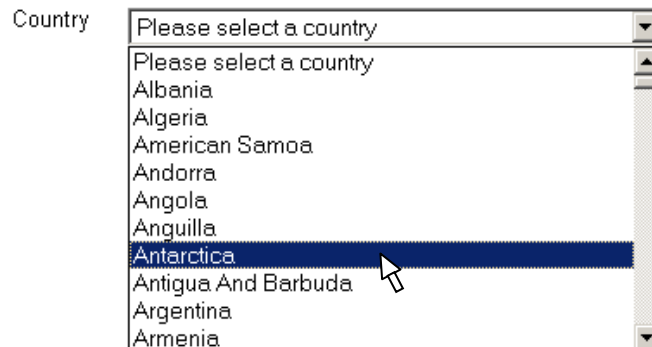 Country
Please select a country
Please select a country
Albania
Algeria
American Samoa
Andorra
Angola
Anguilla
Antarctica
Antigua And Barbuda
Argentina
Armenia